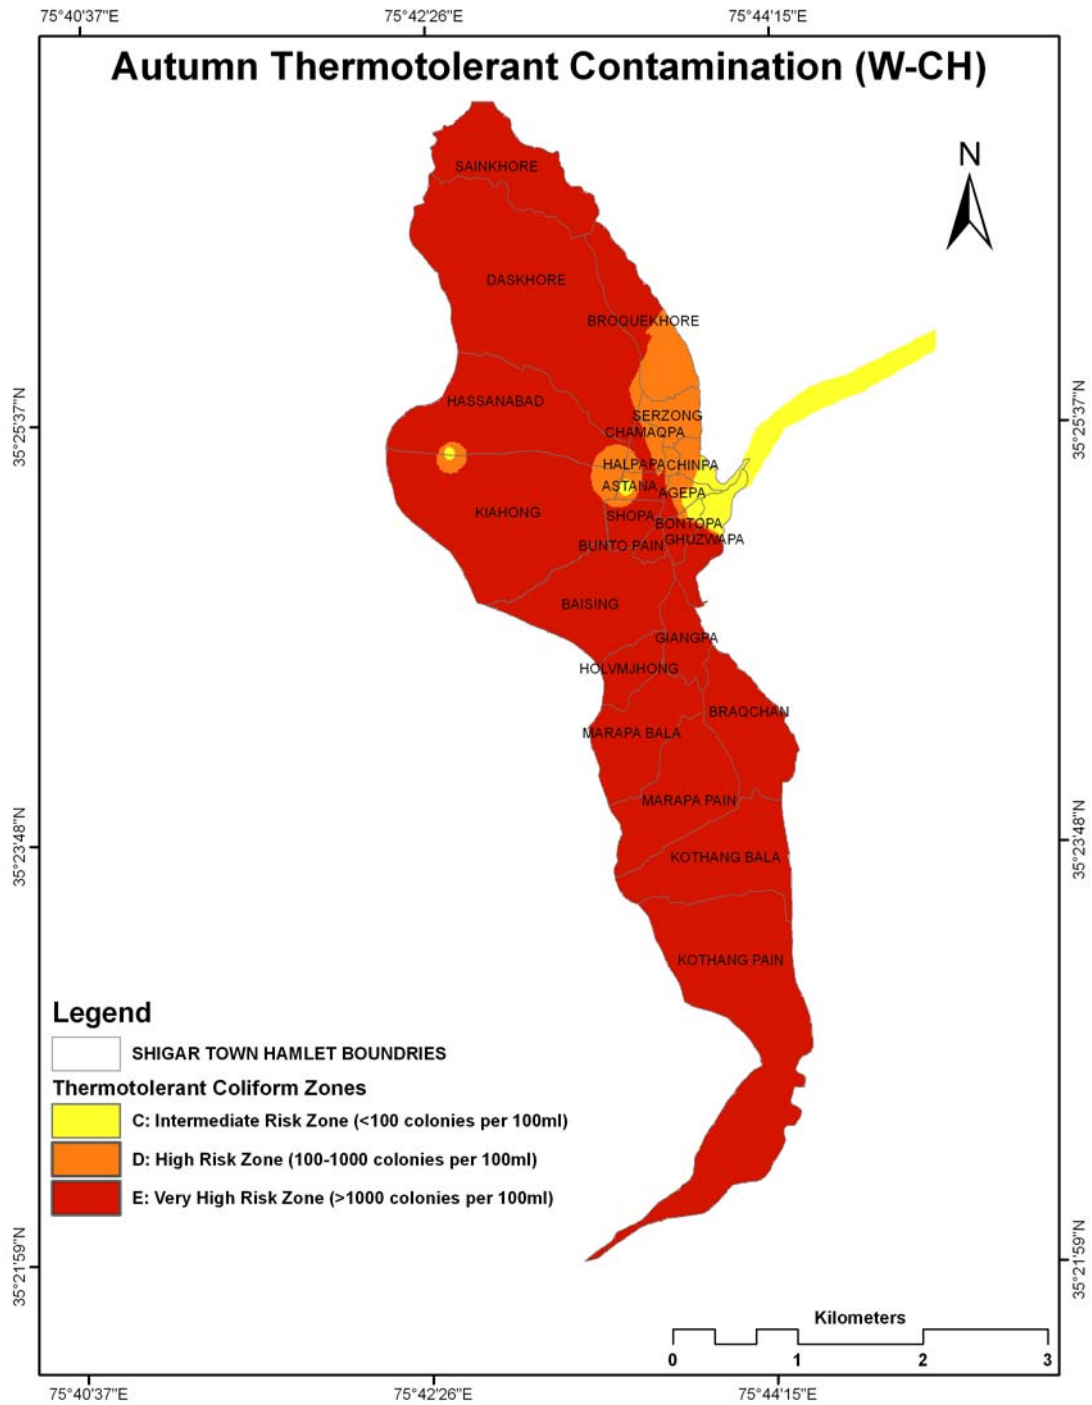 75°40'37"E
75°42'26"E
75°44'15"E
Autumn Thermotolerant Contamination (W-CH)
N
SAINKHORE
DASKHORE
BROQUEKHORE
35°25'37"N
35°25'37"N
HASSANABAD
SERZONG
CHAMAQPA
HALPAPA
CHINPA
ASTANA
AGEPA
KIAHONG
SHOPA
BONTOPA
BUNTO PAIN
GHUZWAPA
BAISING
GIANGPA
HOLVMJHONG
BRAQCHAN
MARAPA BALA
MARAPA PAIN
35°23'48"N
35°23'48"N
KOTHANG BALA
KOTHANG PAIN
Legend
SHIGAR TOWN HAMLET BOUNDRIES
Thermotolerant Coliform Zones
C: Intermediate Risk Zone (<100 colonies per 100ml)
D: High Risk Zone (100-1000 colonies per 100ml)
E: Very High Risk Zone (>1000 colonies per 100ml)
35°21'59"N
35°21'59"N
Kilometers
0 1 2 3
75°40'37"E
75°42'26"E
75°44'15"E